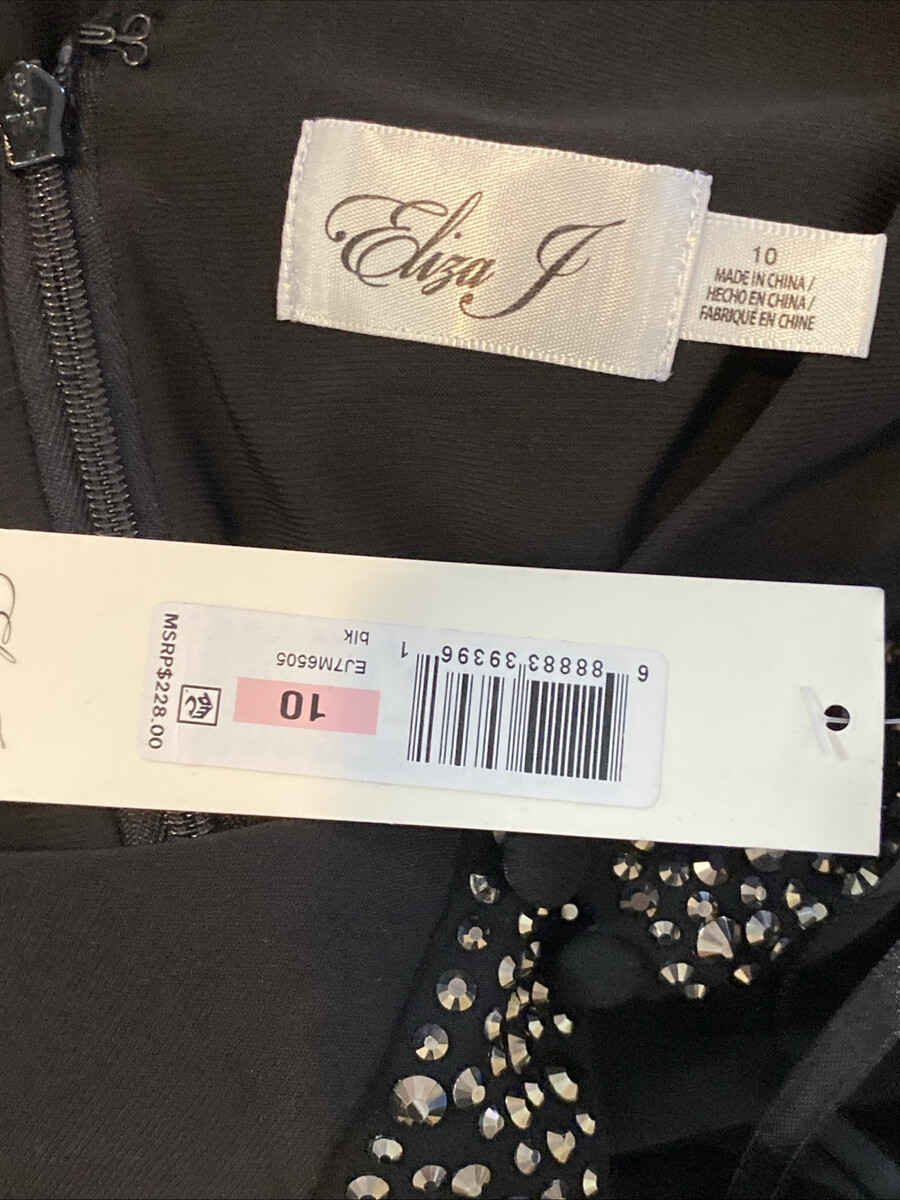 Eliza J
10
MADE IN CHINA /
HECHO EN CHINA /
FABRIQUÉ EN CHINE
6 88883 39396 1
10
EJ7M6505
blk
MSRP$228.00